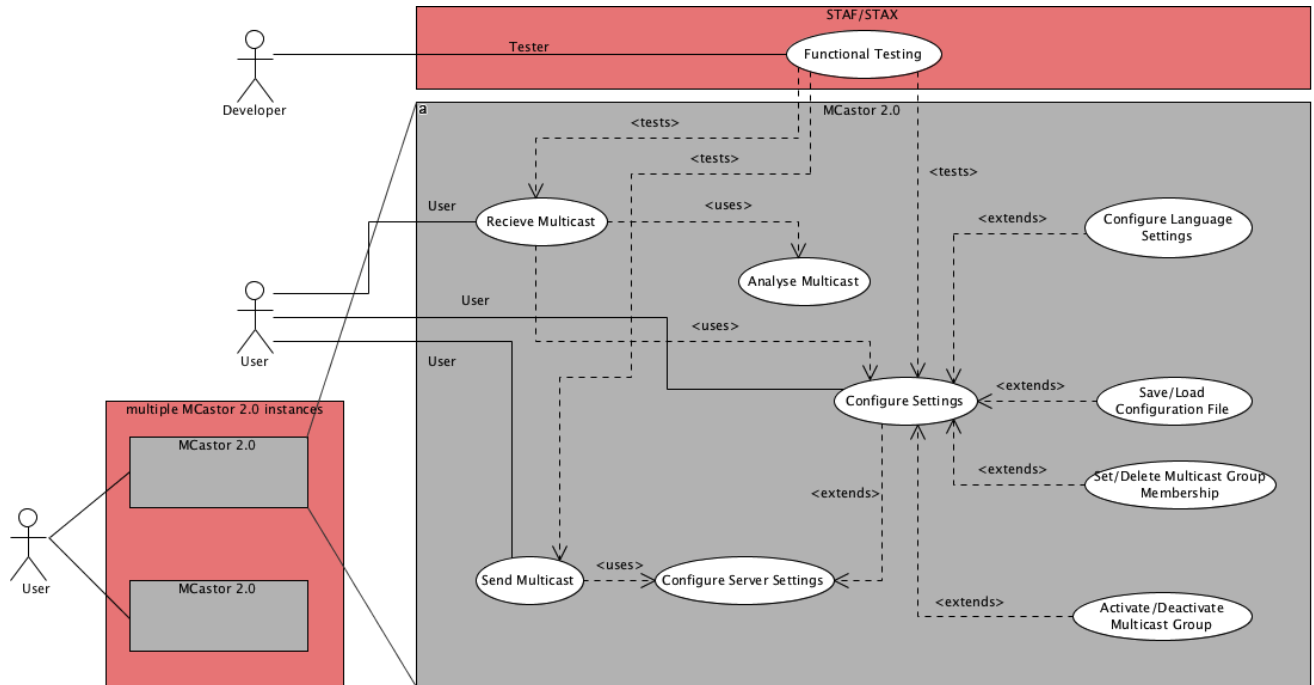 STAF/STAX
Tester
Functional Testing
Developer
a
MCastor 2.0
<tests>
<tests>
<tests>
User
Recieve Multicast
<uses>
<extends>
Configure Language
Settings
Analyse Multicast
User
<uses>
User
User
Configure Settings
<extends>
Save/Load
Configuration File
multiple MCastor 2.0 instances
MCastor 2.0
<extends>
Set/Delete Multicast Group
Membership
<extends>
User
Send Multicast
<uses>
Configure Server Settings
MCastor 2.0
<extends>
Activate/Deactivate
Multicast Group